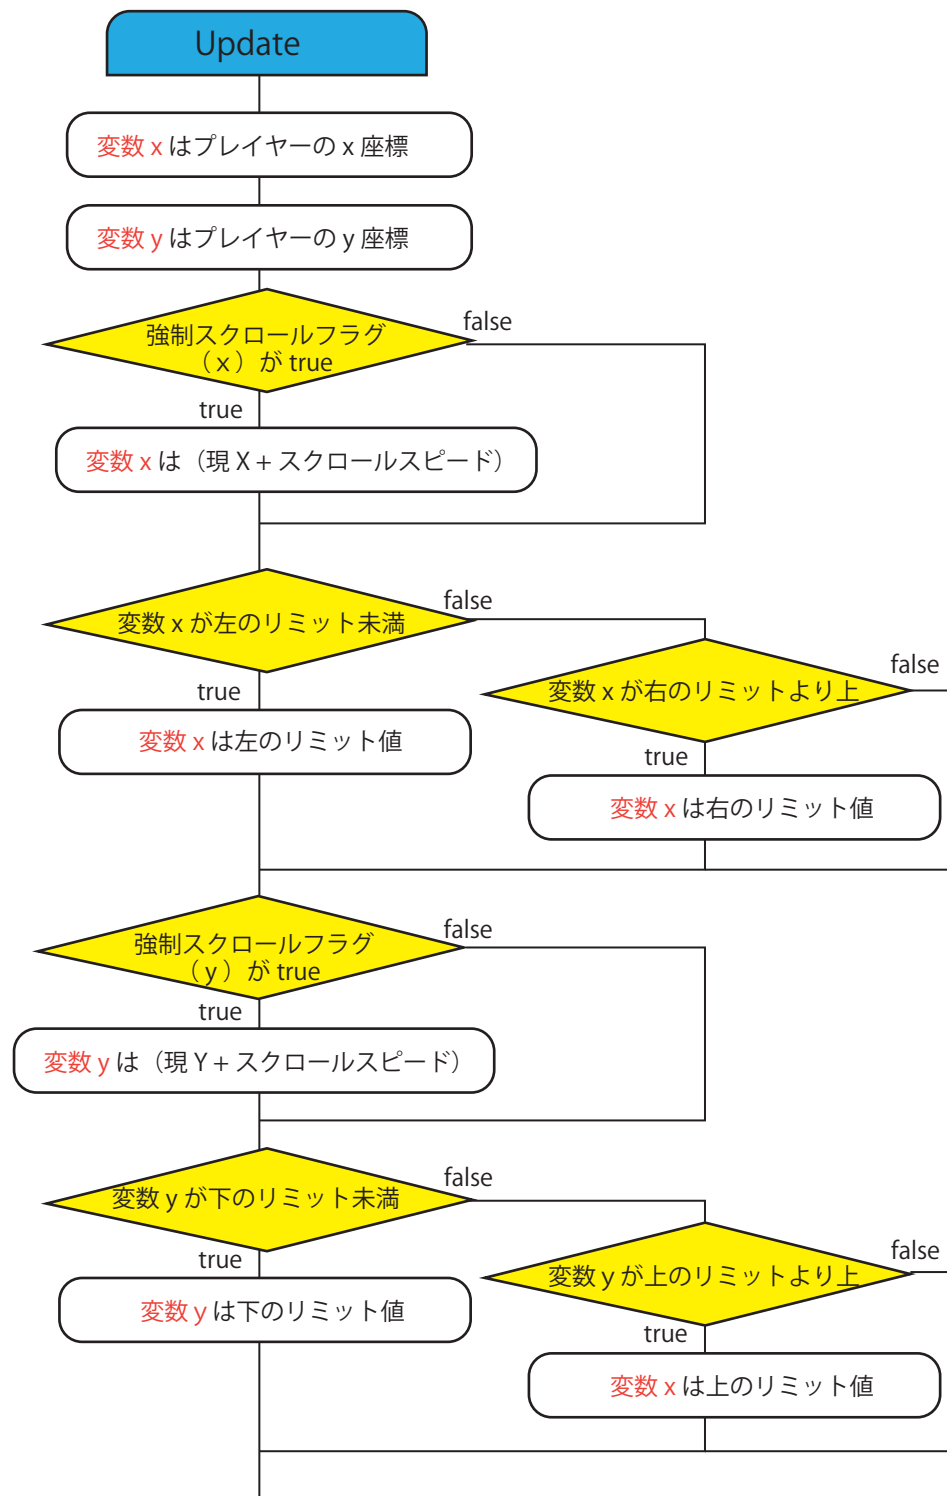 Update
変数 x はプレイヤーの x 座標
変数 y はプレイヤーの y 座標
強制スクロールフラグ
（x）が true
false
true
変数 x は（現 X + スクロールスピード）
変数 x が左のリミット未満
false
変数 x が右のリミットより上
false
true
変数 x は左のリミット値
true
変数 x は右のリミット値
強制スクロールフラグ
（y）が true
false
true
変数 y は（現 Y + スクロールスピード）
変数 y が下のリミット未満
false
変数 y が上のリミットより上
false
true
変数 y は下のリミット値
true
変数 x は上のリミット値